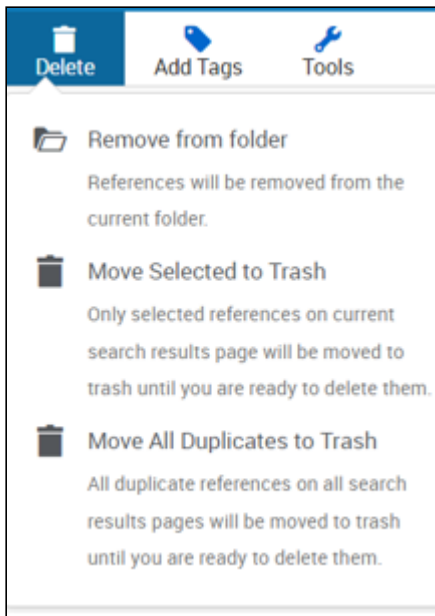 Delete Add Tags Tools
Remove from folder
References will be removed from the
current folder.
Move Selected to Trash
Only selected references on current
search results page will be moved to
trash until you are ready to delete them.
Move All Duplicates to Trash
All duplicate references on all search
results pages will be moved to trash
until you are ready to delete them.